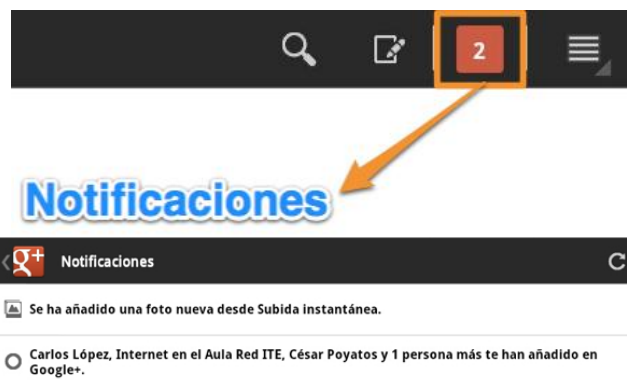 2
Notificaciones
g+ Notificaciones
Se ha añadido una foto nueva desde Subida instantánea.
Carlos López, Internet en el Aula Red ITE, César Poyatos y 1 persona más te han añadido en
Google+.